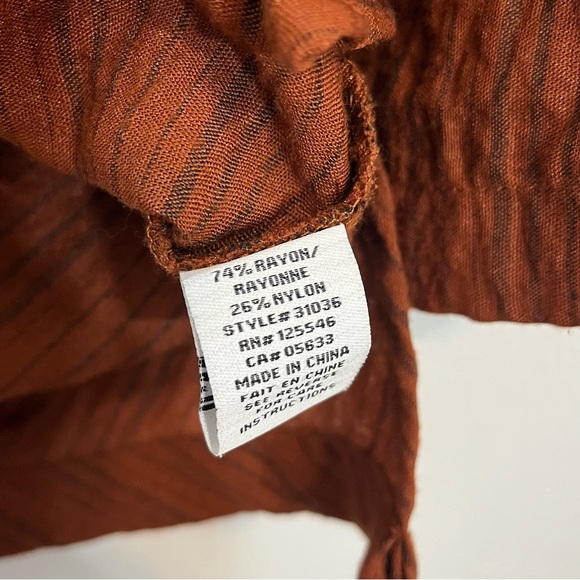 74% RAYON/
RAYONNE
26% NYLON
STYLE# 31036
RN# 125546
CA# 05633
MADE IN CHINA
FAIT EN CHINE
SEE REVERSE
FOR CARE
INSTRUCTIONS